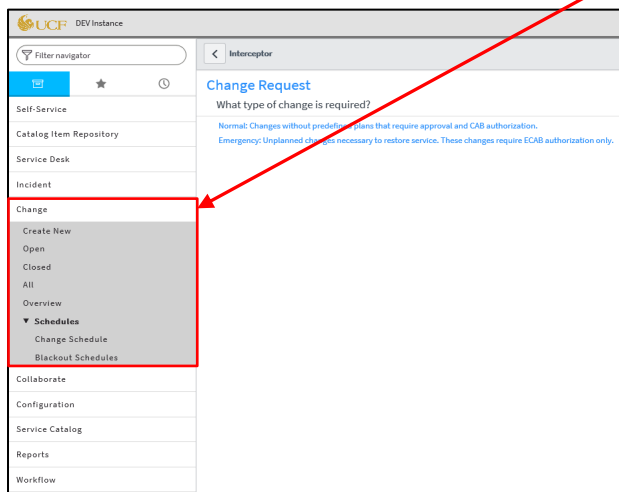 UCF DEV Instance
Filter navigator
Interceptor
Change Request
What type of change is required?
Normal: Changes without predefined plans that require approval and CAB authorization.
Emergency: Unplanned changes necessary to restore service. These changes require ECAB authorization only.
Self-Service
Catalog Item Repository
Service Desk
Incident
Change
Create New
Open
Closed
All
Overview
Schedules
Change Schedule
Blackout Schedules
Collaborate
Configuration
Service Catalog
Reports
Workflow